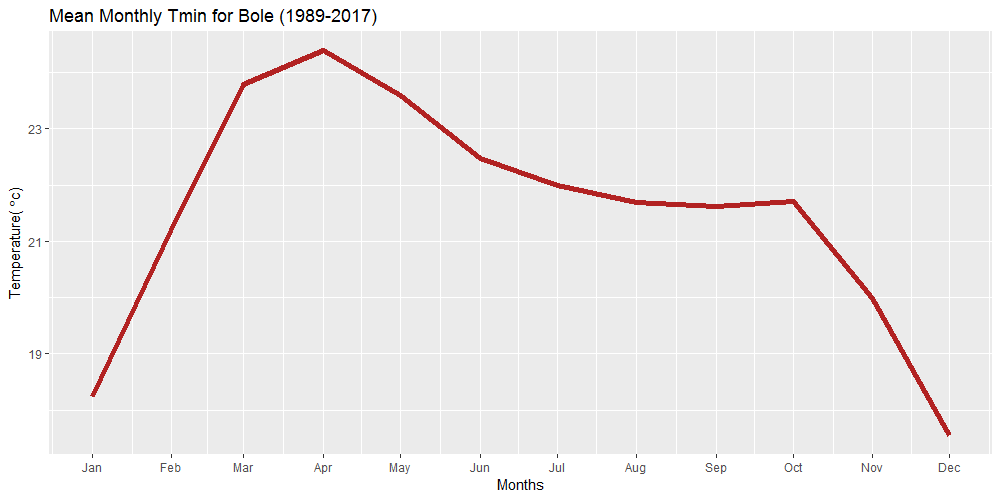 Mean Monthly Tmin for Bole (1989-2017)
Temperature( °c)
23
21
19
Jan Feb Mar Apr May Jun Jul Aug Sep Oct Nov Dec
Months